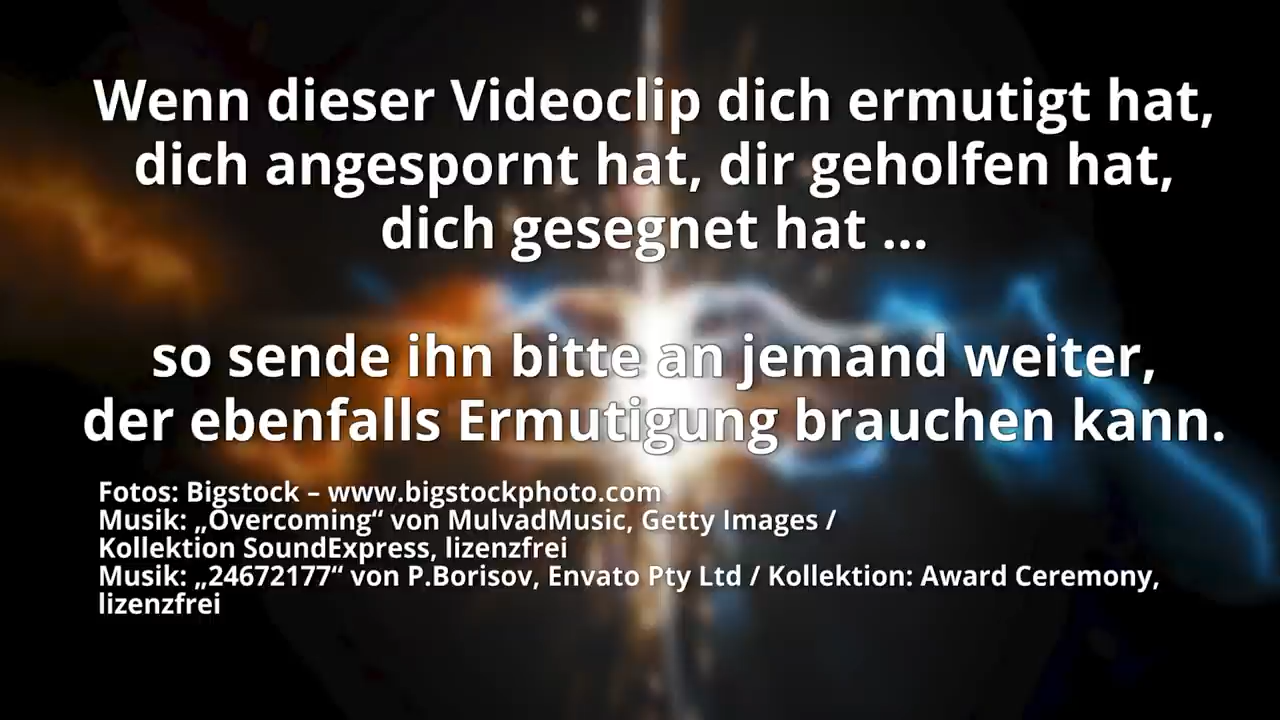 Wenn dieser Videoclip dich ermutigt hat,
dich angespornt hat, dir geholfen hat,
dich gesegnet hat ...
so sende ihn bitte an jemand weiter,
der ebenfalls Ermutigung brauchen kann.
Fotos: Bigstock – www.bigstockphoto.com
Musik: „Overcoming“ von MulvadMusic, Getty Images /
Kollektion SoundExpress, lizenzfrei
Musik: „24672177“ von P.Borisov, Envato Pty Ltd / Kollektion: Award Ceremony,
lizenzfrei